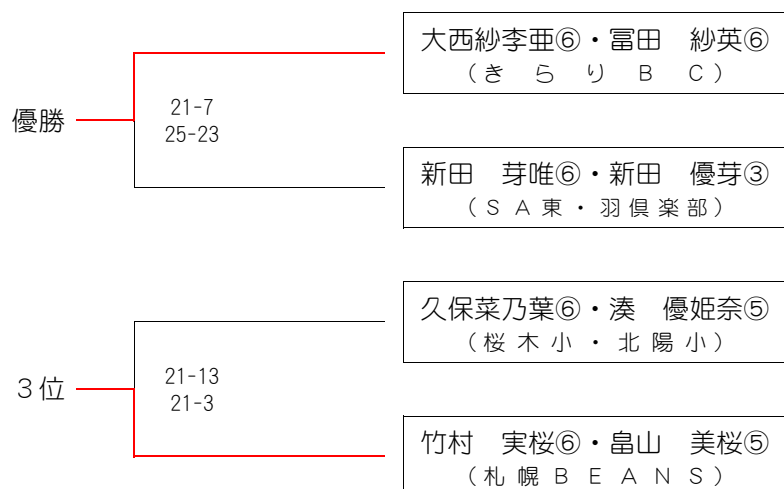 大西紗李亜⑥・冨田　紗英⑥
（きらりＢＣ）
優勝
21-7
25-23
新田　芽唯⑥・新田　優芽③
（ＳＡ東・羽倶楽部）
久保菜乃葉⑥・湊　優姫奈⑤
（桜木小・北陽小）
３位
21-13
21-3
竹村　実桜⑥・畠山　美桜⑤
（札幌ＢＥＡＮＳ）